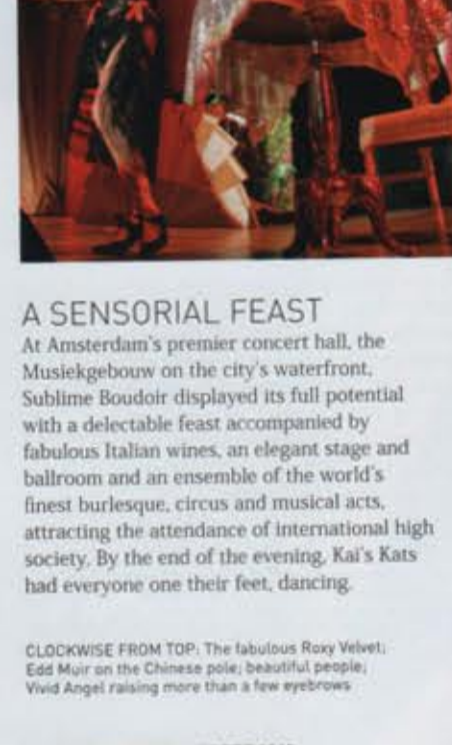 A SENSORIAL FEAST
At Amsterdam's premier concert hall, the
Musiekgebouw on the city's waterfront,
Sublime Boudoir displayed its full potential
with a delectable feast accompanied by
fabulous Italian wines, an elegant stage and
ballroom and an ensemble of the world's
finest burlesque, circus and musical acts,
attracting the attendance of international high
society. By the end of the evening, Kai's Kats
had everyone one their feet, dancing.
CLOCKWISE FROM TOP: The fabulous Roxy Velvet;
Edd Muir on the Chinese pole; beautiful people;
Vivid Angel raising more than a few eyebrows